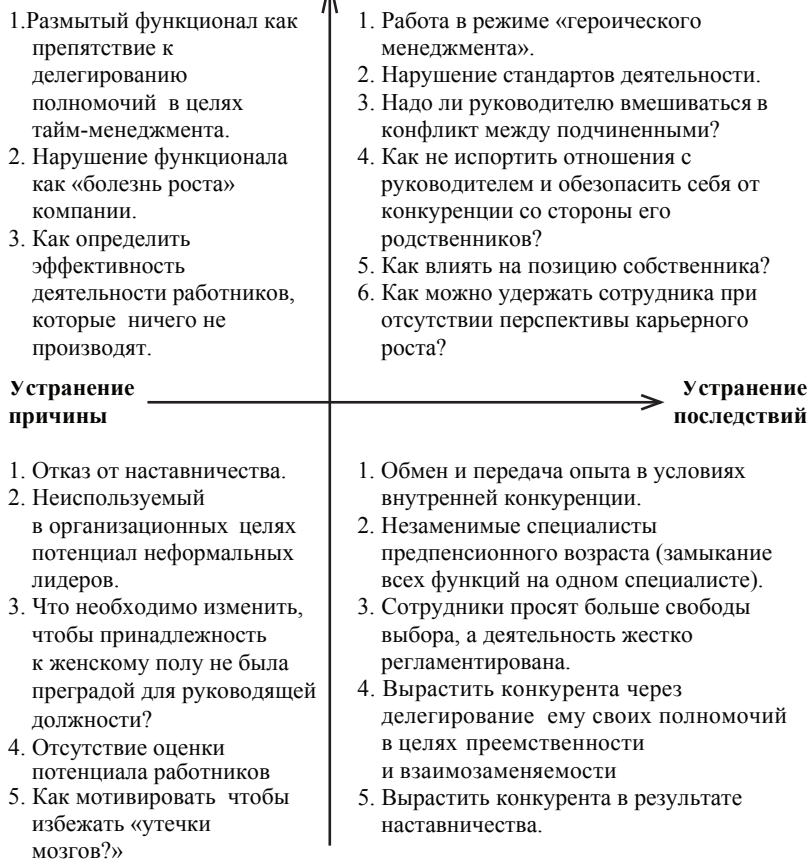 1.Размытый функционал как
препятствие к
делегированию
полномочий в целях
тайм-менеджмента.
2. Нарушение функционала
как «болезнь роста»
компании.
3. Как определить
эффективность
деятельности работников,
которые ничего не
производят.
1. Работа в режиме «героического
менеджмента».
2. Нарушение стандартов деятельности.
3. Надо ли руководителю вмешиваться в
конфликт между подчиненными?
4. Как не испортить отношения с
руководителем и обезопасить себя от
конкуренции со стороны его
родственников?
5. Как влиять на позицию собственника?
6. Как можно удержать сотрудника при
отсутствии перспективы карьерного
роста?
Устранение
причины
Устранение
последствий
1. Отказ от наставничества.
2. Неиспользуемый
в организационных целях
потенциал неформальных
лидеров.
3. Что необходимо изменить,
чтобы принадлежность
к женскому полу не была
преградой для руководящей
должности?
4. Отсутствие оценки
потенциала работников
5. Как мотивировать чтобы
избежать «утечки
мозгов?»
1. Обмен и передача опыта в условиях
внутренней конкуренции.
2. Незаменимые специалисты
предпенсионного возраста (замыкание
всех функций на одном специалисте).
3. Сотрудники просят больше свободы
выбора, а деятельность жестко
регламентирована.
4. Вырастить конкурента через
делегирование ему своих полномочий
в целях преемственности
и взаимозаменяемости
5. Вырастить конкурента в результате
наставничества.